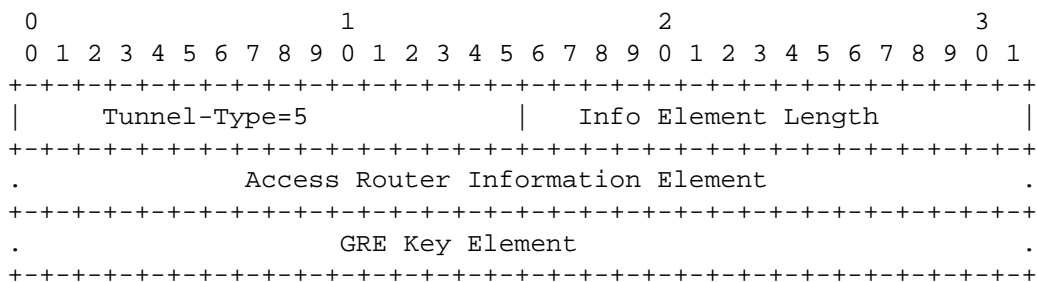 0                   1                   2                   3
 0 1 2 3 4 5 6 7 8 9 0 1 2 3 4 5 6 7 8 9 0 1 2 3 4 5 6 7 8 9 0 1
+-+-+-+-+-+-+-+-+-+-+-+-+-+-+-+-+-+-+-+-+-+-+-+-+-+-+-+-+-+-+-+-+
|     Tunnel-Type=5             |   Info Element Length         |
+-+-+-+-+-+-+-+-+-+-+-+-+-+-+-+-+-+-+-+-+-+-+-+-+-+-+-+-+-+-+-+-+
.              Access Router Information Element                .
+-+-+-+-+-+-+-+-+-+-+-+-+-+-+-+-+-+-+-+-+-+-+-+-+-+-+-+-+-+-+-+-+
.                    GRE Key Element                            .
+-+-+-+-+-+-+-+-+-+-+-+-+-+-+-+-+-+-+-+-+-+-+-+-+-+-+-+-+-+-+-+-+